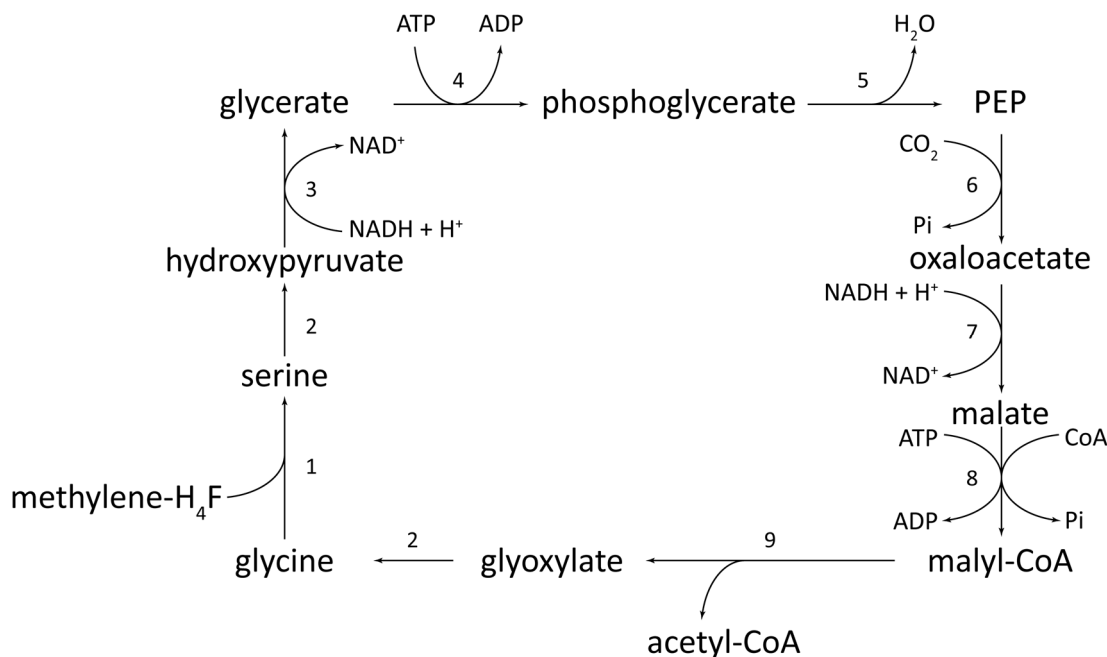 ATP ADP H₂O
4 5
glycerate phosphoglycerate PEP
NAD⁺ CO₂
3 6
NADH + H⁺ Pi
hydroxypyruvate oxaloacetate
NADH + H⁺
2 7
serine NAD⁺
malate
ATP CoA
1 8
methylene-H₄F ADP Pi
2 9
glycine glyoxylate malyl-CoA
acetyl-CoA